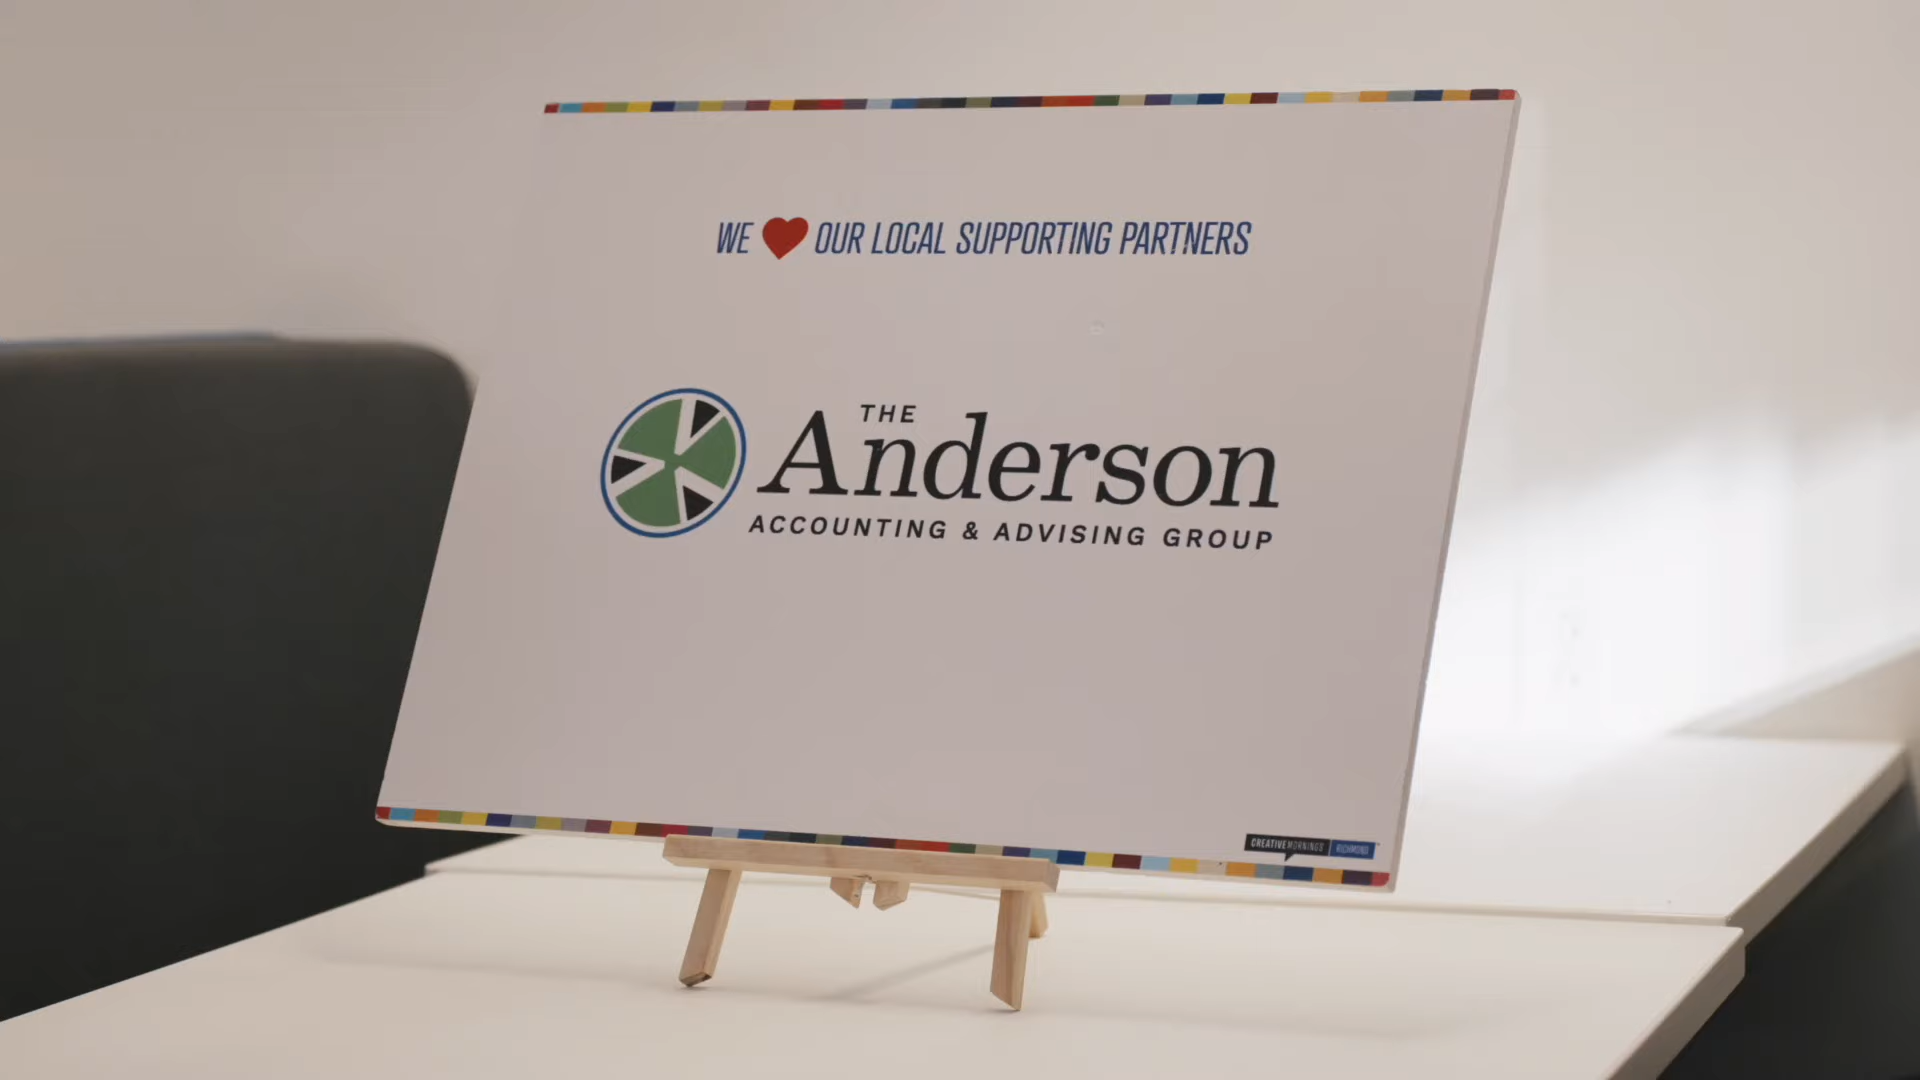 WE ❤ OUR LOCAL SUPPORTING PARTNERS
THE
Anderson
ACCOUNTING & ADVISING GROUP
CREATIVEMORNINGS RICHMOND